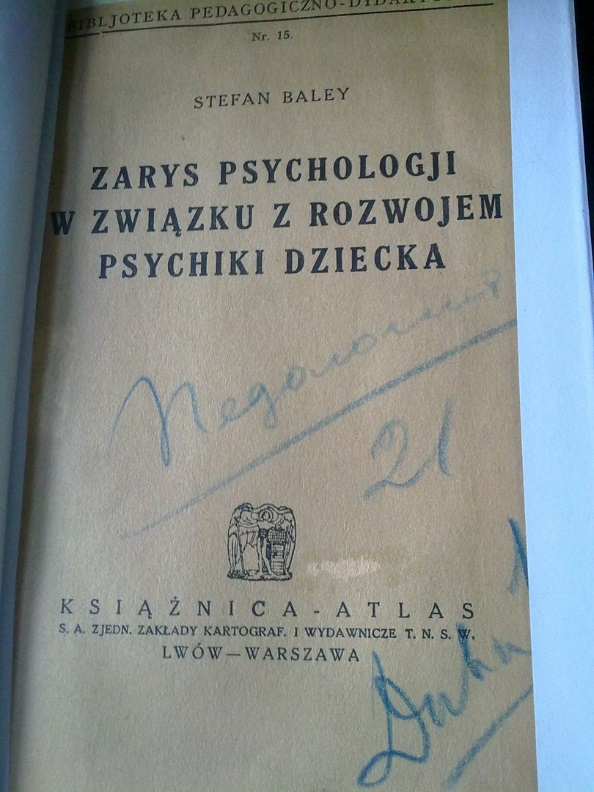 BIBLJOTEKA PEDAGOGICZNO-DYDAKT
Nr. 15.
STEFAN BALEY
ZARYS PSYCHOLOGJI
W ZWIĄZKU Z ROZWOJEM
PSYCHIKI DZIECKA
21
KSIĄŻNICA-ATLAS
S. A. ZJEDN. ZAKŁADY KARTOGRAF. I WYDAWNICZE T. N. S. W.
LWÓW—WARSZAWA